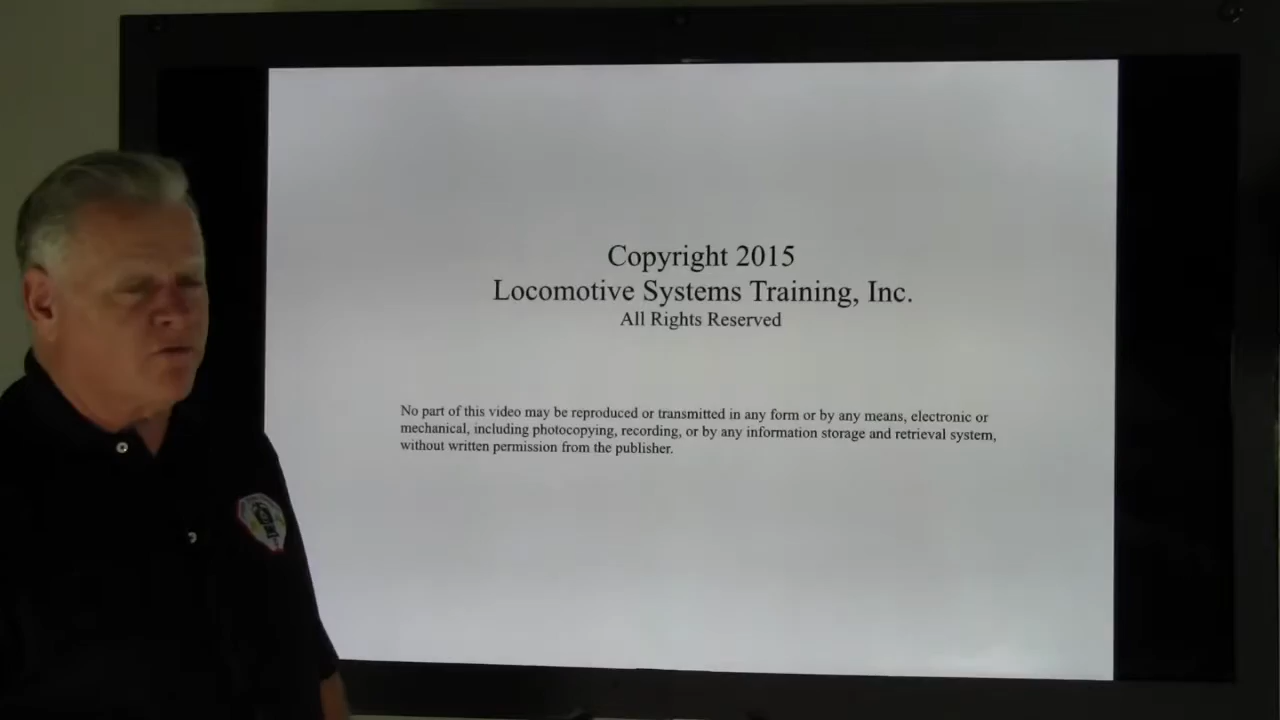 Copyright 2015
Locomotive Systems Training, Inc.
All Rights Reserved
No part of this video may be reproduced or transmitted in any form or by any means, electronic or
mechanical, including photocopying, recording, or by any information storage and retrieval system,
without written permission from the publisher.